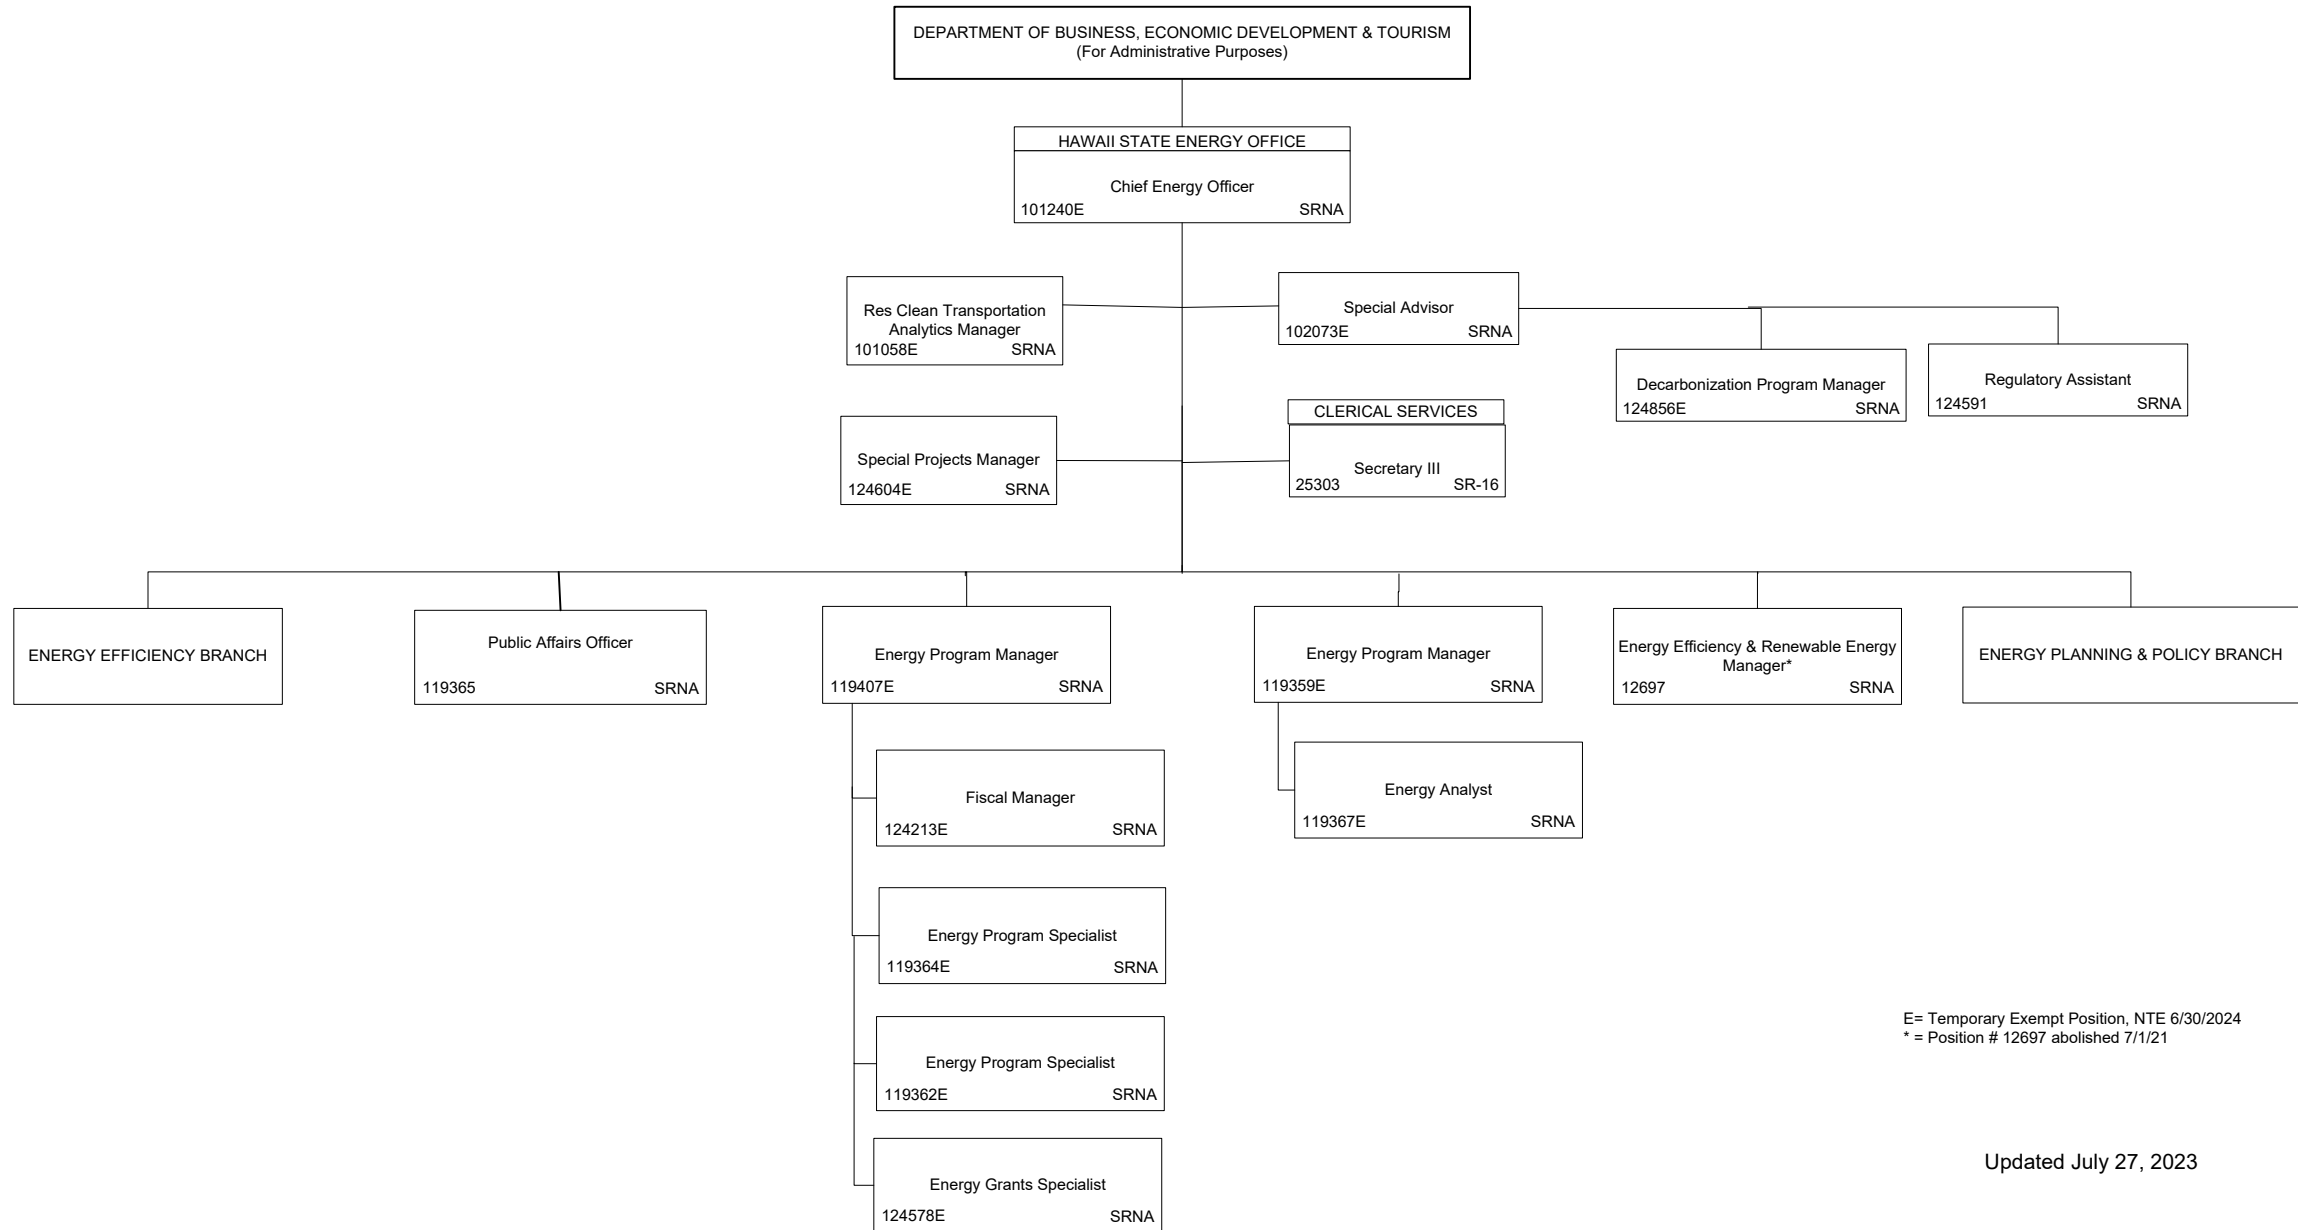 DEPARTMENT OF BUSINESS, ECONOMIC DEVELOPMENT & TOURISM
(For Administrative Purposes)
HAWAII STATE ENERGY OFFICE
Chief Energy Officer
101240E SRNA
Res Clean Transportation
Analytics Manager
101058E SRNA
Special Advisor
102073E SRNA
Decarbonization Program Manager
124856E SRNA
Regulatory Assistant
124591 SRNA
Special Projects Manager
124604E SRNA
CLERICAL SERVICES
Secretary III
25303 SR-16
ENERGY EFFICIENCY BRANCH
Public Affairs Officer
119365 SRNA
Energy Program Manager
119407E SRNA
Energy Program Manager
119359E SRNA
Energy Efficiency & Renewable Energy
Manager*
12697 SRNA
ENERGY PLANNING & POLICY BRANCH
Fiscal Manager
124213E SRNA
Energy Analyst
119367E SRNA
Energy Program Specialist
119364E SRNA
Energy Program Specialist
119362E SRNA
Energy Grants Specialist
124578E SRNA
E= Temporary Exempt Position, NTE 6/30/2024
* = Position # 12697 abolished 7/1/21
Updated July 27, 2023